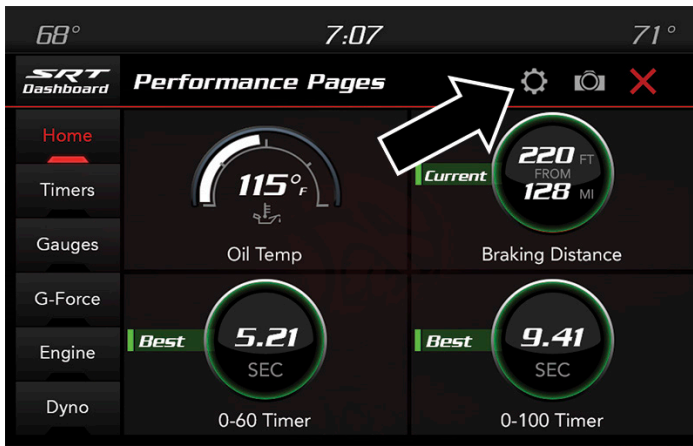 68°
7:07
71°
SRT
Dashboard
Performance Pages
Home
Timers
Gauges
G-Force
Engine
Dyno
115°F
Oil Temp
Current
220 FT
FROM
128 MI
Braking Distance
Best
5.21
SEC
0-60 Timer
Best
9.41
SEC
0-100 Timer